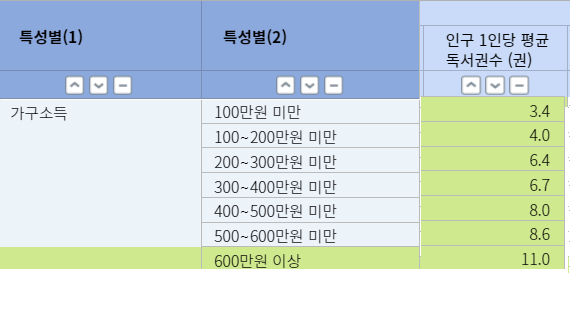 특성별(1) 특성별(2) 인구 1인당 평균
독서권수 (권)
가구소득 100만원 미만 3.4
100~200만원 미만 4.0
200~300만원 미만 6.4
300~400만원 미만 6.7
400~500만원 미만 8.0
500~600만원 미만 8.6
600만원 이상 11.0